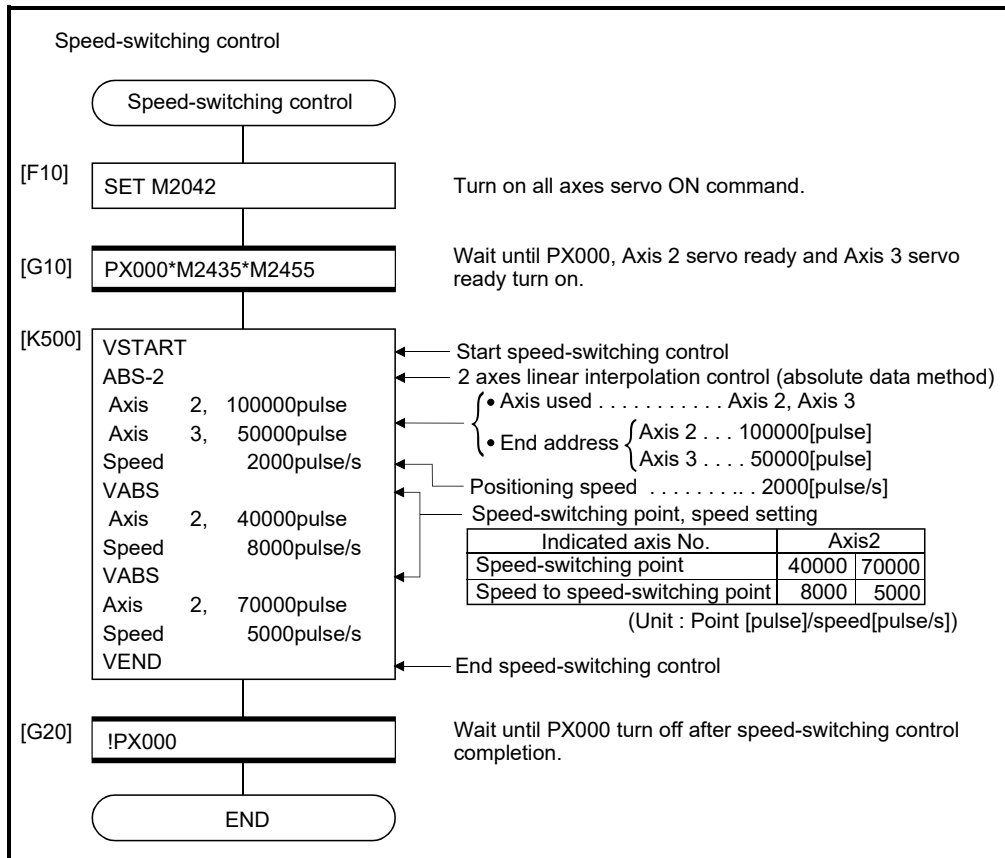 Speed-switching control
Speed-switching control
[F10]
SET M2042
Turn on all axes servo ON command.
[G10]
PX000*M2435*M2455
Wait until PX000, Axis 2 servo ready and Axis 3 servo
ready turn on.
[K500]
VSTART
ABS-2
Axis 2, 100000pulse
Axis 3, 50000pulse
Speed 2000pulse/s
VABS
Axis 2, 40000pulse
Speed 8000pulse/s
VABS
Axis 2, 70000pulse
Speed 5000pulse/s
VEND
Start speed-switching control
2 axes linear interpolation control (absolute data method)
• Axis used . . . . . . . . . . . Axis 2, Axis 3
• End address { Axis 2 . . . 100000[pulse]
Axis 3 . . . . 50000[pulse]
Positioning speed . . . . . . . .. . 2000[pulse/s]
Speed-switching point, speed setting
Indicated axis No. Axis2
Speed-switching point 40000 70000
Speed to speed-switching point 8000 5000
(Unit : Point [pulse]/speed[pulse/s])
End speed-switching control
[G20]
!PX000
Wait until PX000 turn off after speed-switching control
completion.
END